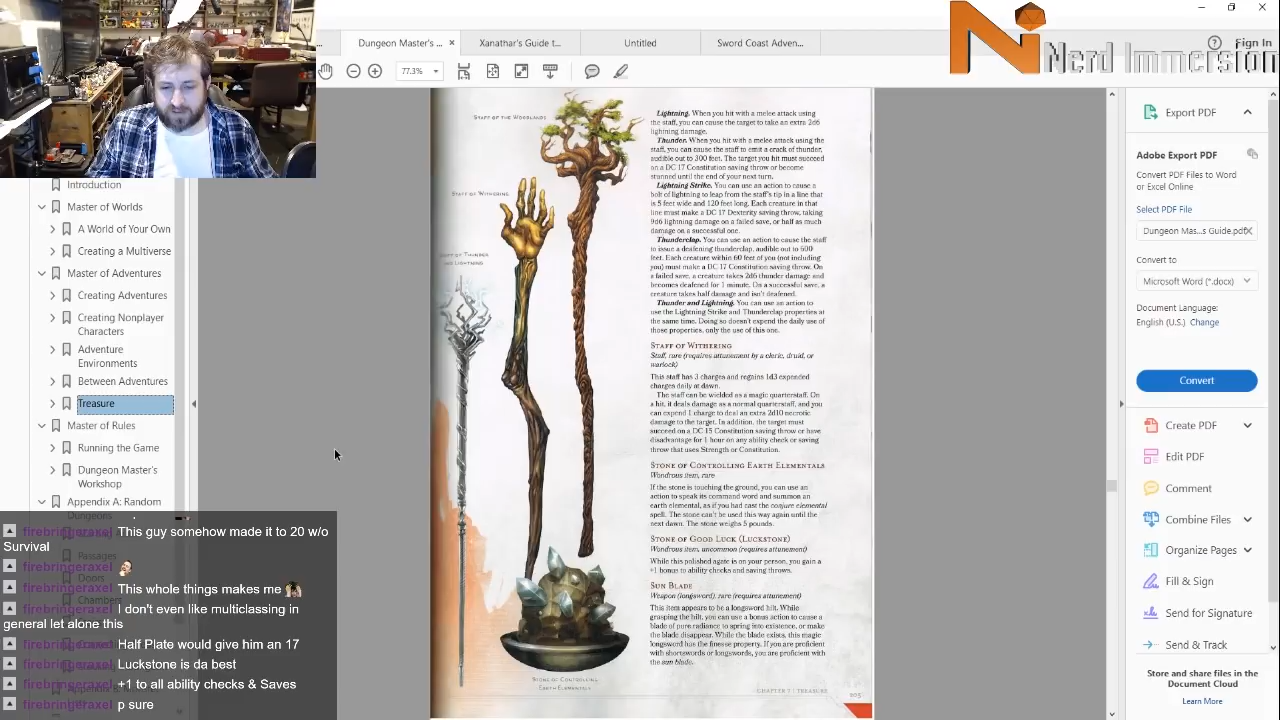 Dungeon Master's ...
Xanathar's Guide t...
Untitled
Sword Coast Adven...
Sign In
Nerd Immersion
77.3%
Introduction
Master of Worlds
A World of Your Own
Creating a Multiverse
Master of Adventures
Creating Adventures
Creating Nonplayer
Characters
Adventure
Environments
Between Adventures
Treasure
Master of Rules
Running the Game
Dungeon Master's
Workshop
Appendix A: Random
Dungeons
Passages
Doors
Chambers
firebringeraxel This guy somehow made it to 20 w/o
Survival
firebringeraxel
firebringeraxel This whole things makes me
firebringeraxel I don't even like multiclassing in
general let alone this
firebringeraxel Half Plate would give him an 17
firebringeraxel Luckstone is da best
firebringeraxel +1 to all ability checks & Saves
firebringeraxel p sure
Staff of the Woodlands
Staff of Withering
Staff of Thunder
and Lightning
Stone of Controlling
Earth Elementals
Lightning. When you hit with a melee attack using
the staff, you can cause the target to take an extra 2d6
lightning damage.
Thunder. When you hit with a melee attack using the
staff, you can cause the staff to emit a crack of thunder,
audible out to 300 feet. The target you hit must succeed
on a DC 17 Constitution saving throw or become
stunned until the end of your next turn.
Lightning Strike. You can use an action to cause a
bolt of lightning to leap from the staff's tip in a line that
is 5 feet wide and 120 feet long. Each creature in that
line must make a DC 17 Dexterity saving throw, taking
9d6 lightning damage on a failed save, or half as much
damage on a successful one.
Thunderclap. You can use an action to cause the staff
to issue a deafening thunderclap, audible out to 600
feet. Each creature within 60 feet of you (not including
you) must make a DC 17 Constitution saving throw. On
a failed save, a creature takes 2d6 thunder damage and
becomes deafened for 1 minute. On a successful save, a
creature takes half damage and isn't deafened.
Thunder and Lightning. You can use an action to
use the Lightning Strike and Thunderclap properties at
the same time. Doing so doesn't expend the daily use of
those properties, only the use of this one.
Staff of Withering
Staff, rare (requires attunement by a cleric, druid, or
warlock)
This staff has 3 charges and regains 1d3 expended
charges daily at dawn.
The staff can be wielded as a magic quarterstaff. On
a hit, it deals damage as a normal quarterstaff, and you
can expend 1 charge to deal an extra 2d10 necrotic
damage to the target. In addition, the target must
succeed on a DC 15 Constitution saving throw or have
disadvantage for 1 hour on any ability check or saving
throw that uses Strength or Constitution.
Stone of Controlling Earth Elementals
Wondrous item, rare
If the stone is touching the ground, you can use an
action to speak its command word and summon an
earth elemental, as if you had cast the conjure elemental
spell. The stone can't be used this way again until the
next dawn. The stone weighs 5 pounds.
Stone of Good Luck (Luckstone)
Wondrous item, uncommon (requires attunement)
While this polished agate is on your person, you gain a
+1 bonus to ability checks and saving throws.
Sun Blade
Weapon (longsword), rare (requires attunement)
This item appears to be a longsword hilt. While
grasping the hilt, you can use a bonus action to cause a
blade of pure radiance to spring into existence, or make
the blade disappear. While the blade exists, this magic
longsword has the finesse property. If you are proficient
with shortswords or longswords, you are proficient with
the sun blade.
CHAPTER 7 | TREASURE
Export PDF
Adobe Export PDF
Convert PDF Files to Word
or Excel Online
Select PDF File
Dungeon Mas...s Guide.pdf
Convert to
Microsoft Word (*.docx)
Document Language:
English (U.S.) Change
Convert
Create PDF
Edit PDF
Comment
Combine Files
Organize Pages
Fill & Sign
Send for Signature
Send & Track
Store and share files in the
Document Cloud
Learn More